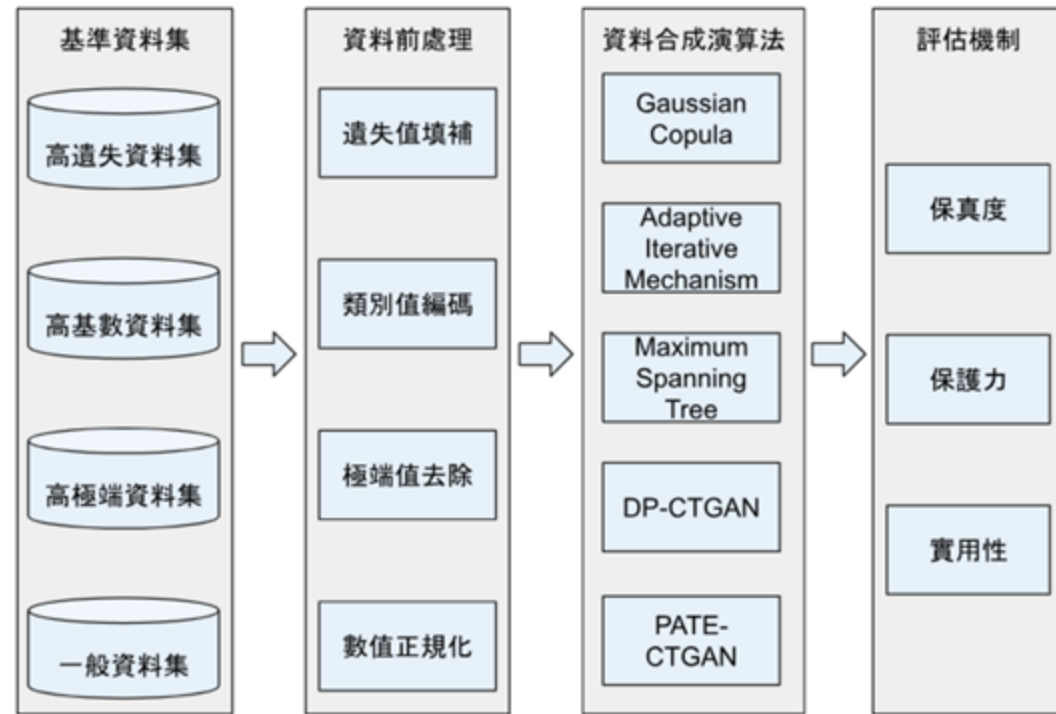 基準資料集
高遺失資料集
高基數資料集
高極端資料集
一般資料集
資料前處理
遺失值填補
類別值編碼
極端值去除
數值正規化
資料合成演算法
Gaussian
Copula
Adaptive
Iterative
Mechanism
Maximum
Spanning
Tree
DP-CTGAN
PATE-
CTGAN
評估機制
保真度
保護力
實用性